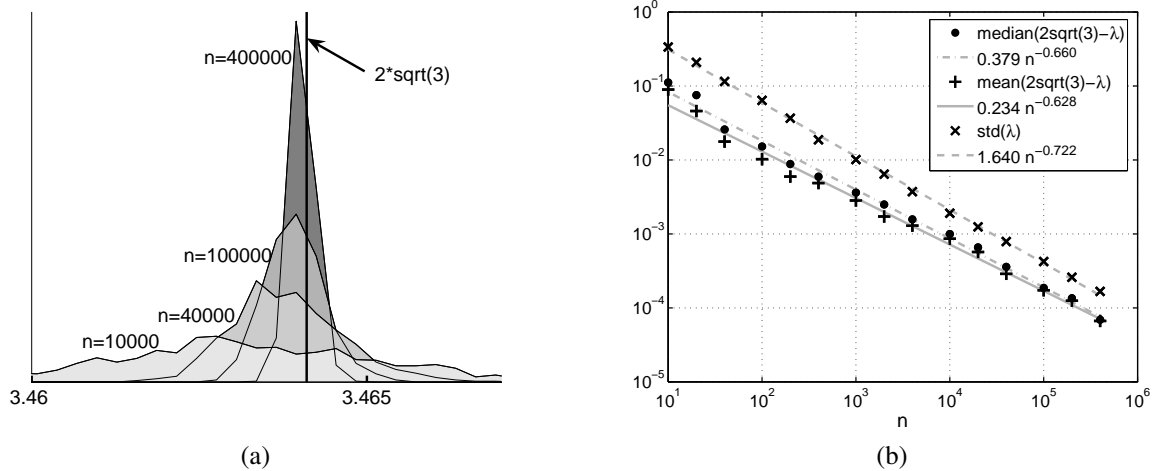 n=400000
2*sqrt(3)
n=100000
n=40000
n=10000
3.46
3.465
(a)
10^0
10^−1
10^−2
10^−3
10^−4
10^−5
10^1
10^2
10^3
10^4
10^5
10^6
n
median(2sqrt(3)−λ)
0.379 n^−0.660
mean(2sqrt(3)−λ)
0.234 n^−0.628
std(λ)
1.640 n^−0.722
(b)